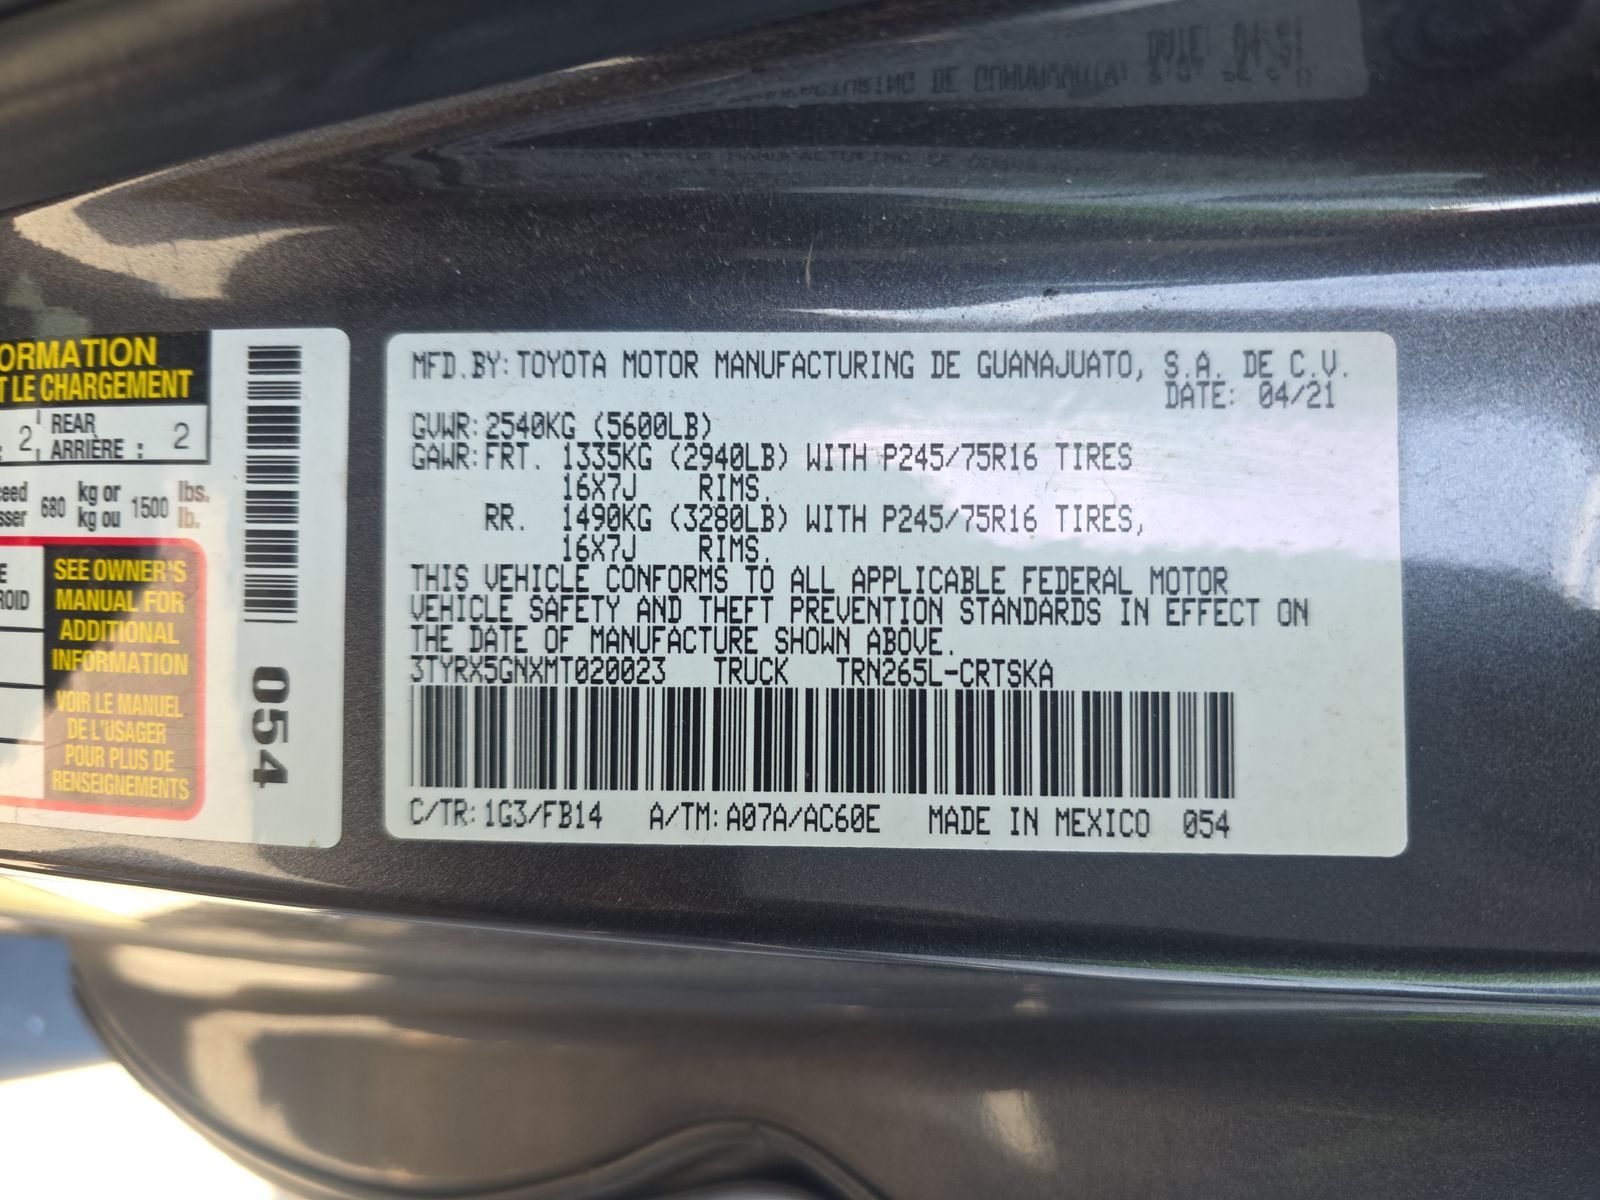 ORMATION
T LE CHARGEMENT
: 2 REAR ARRIÈRE : 2
ceed
sser 680 kg or kg ou 1500 lbs. lb.
E
ROID
SEE OWNER'S
MANUAL FOR
ADDITIONAL
INFORMATION
VOIR LE MANUEL
DE L'USAGER
POUR PLUS DE
RENSEIGNEMENTS
054
MFD.BY: TOYOTA MOTOR MANUFACTURING DE GUANAJUATO, S.A. DE C.V.
DATE: 04/21
GVWR: 2540KG (5600LB)
GAWR: FRT. 1335KG (2940LB) WITH P245/75R16 TIRES
16X7J RIMS,
RR. 1490KG (3280LB) WITH P245/75R16 TIRES,
16X7J RIMS,
THIS VEHICLE CONFORMS TO ALL APPLICABLE FEDERAL MOTOR
VEHICLE SAFETY AND THEFT PREVENTION STANDARDS IN EFFECT ON
THE DATE OF MANUFACTURE SHOWN ABOVE.
3TYRX5GNXMT020023 TRUCK TRN265L-CRTSKA
C/TR: 1G3/FB14 A/TM: A07A/AC60E MADE IN MEXICO 054